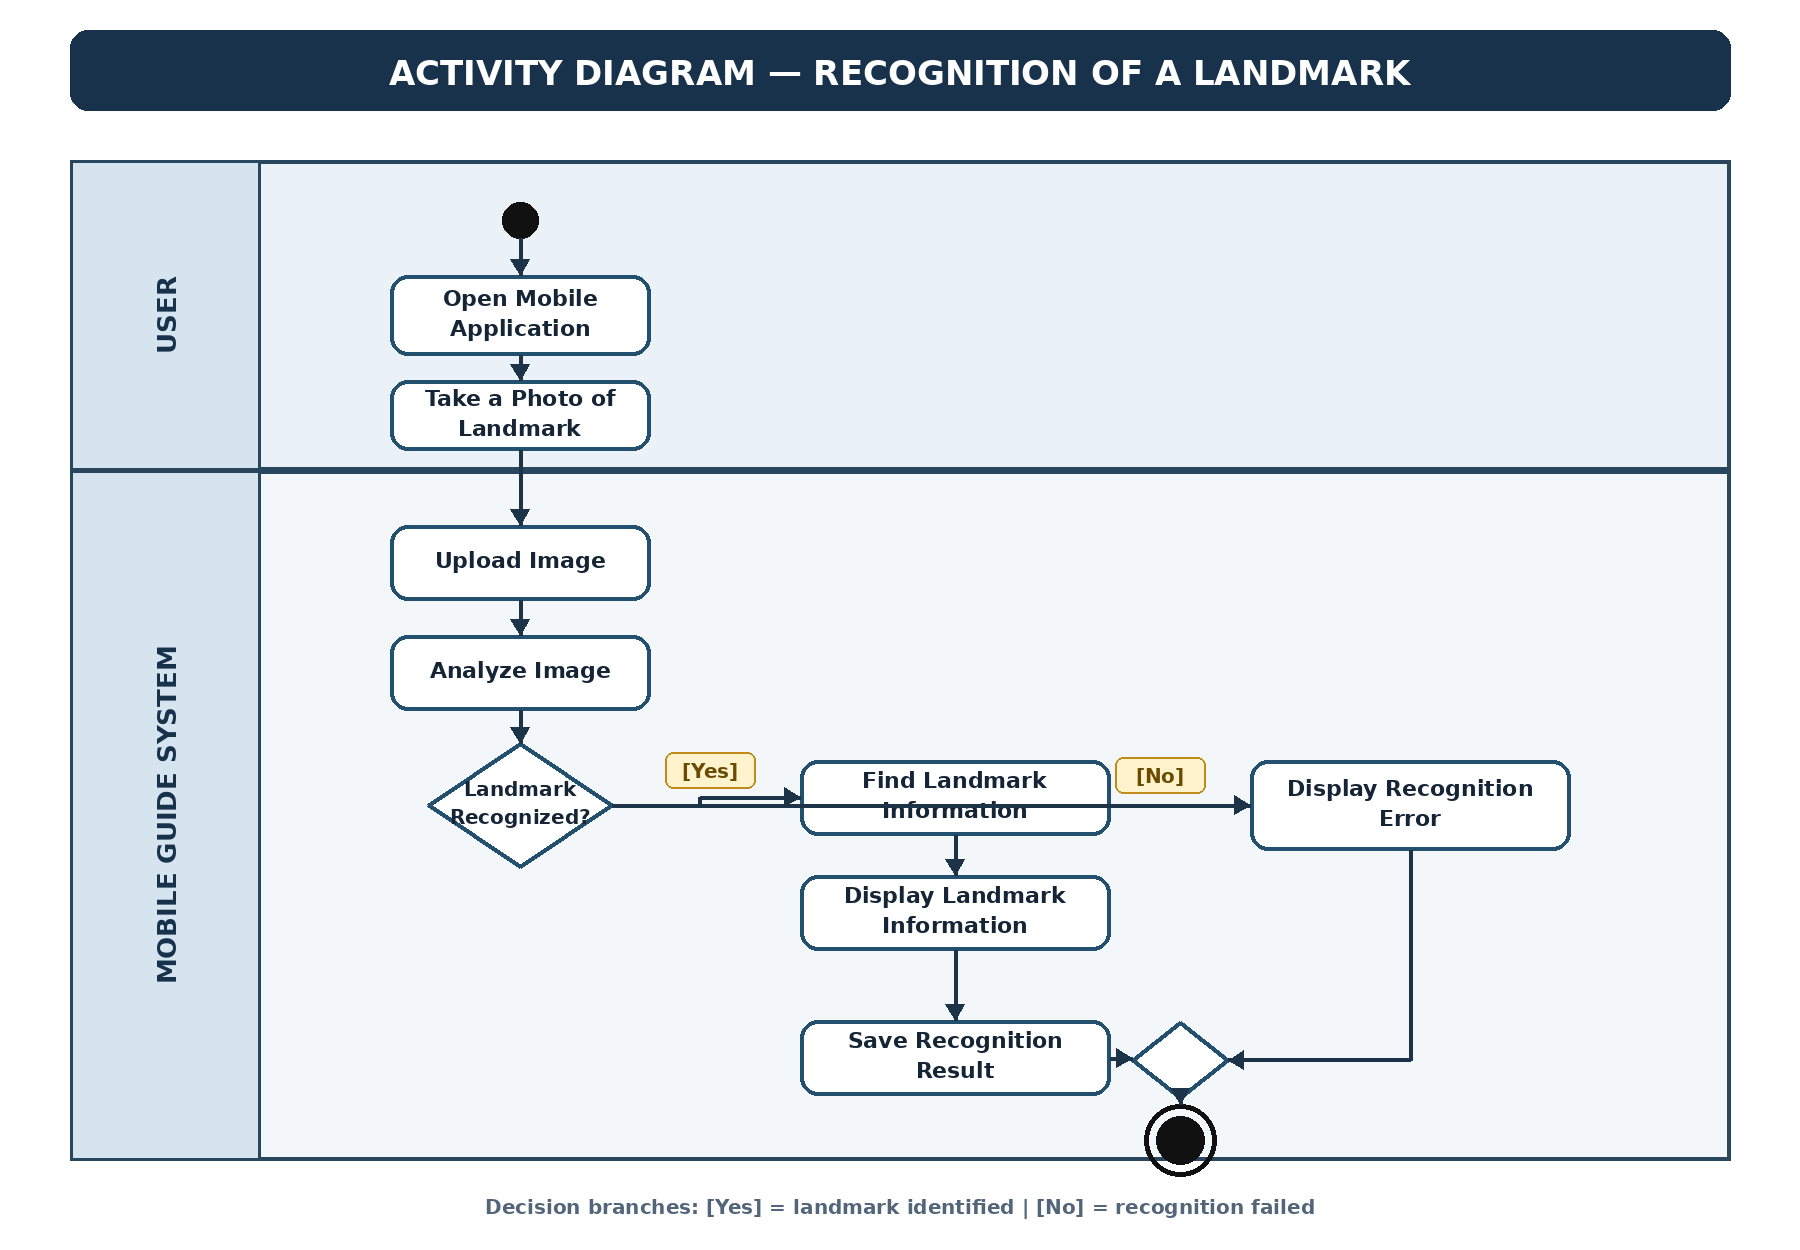 ACTIVITY DIAGRAM — RECOGNITION OF A LANDMARK
USER
Open Mobile
Application
Take a Photo of
Landmark
MOBILE GUIDE SYSTEM
Upload Image
Analyze Image
Landmark
Recognized?
[Yes]
Find Landmark
Information
[No]
Display Recognition
Error
Display Landmark
Information
Save Recognition
Result
Decision branches: [Yes] = landmark identified | [No] = recognition failed